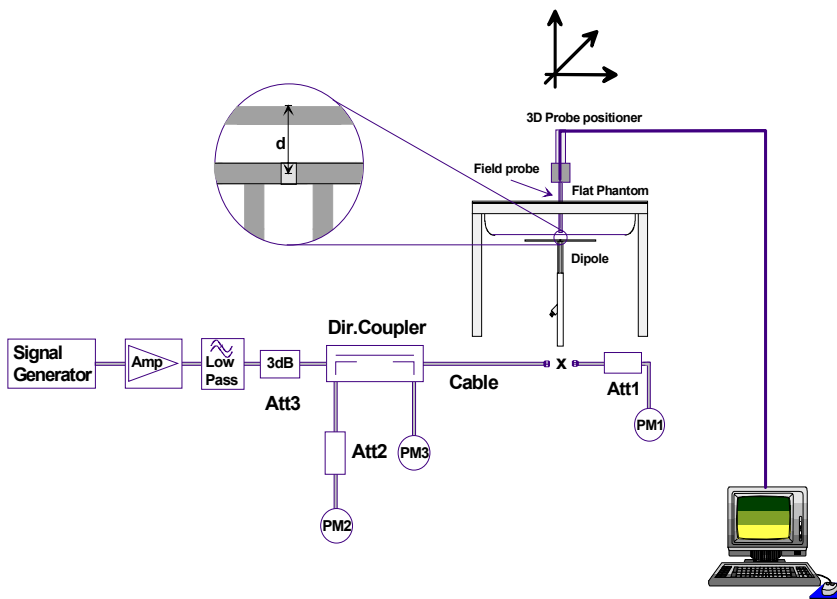 3D Probe positioner
d
Field probe
Flat Phantom
Dipole
Dir.Coupler
Signal
Generator
Amp
Low
Pass
3dB
Att3
Cable
x
Att1
PM1
Att2
PM3
PM2